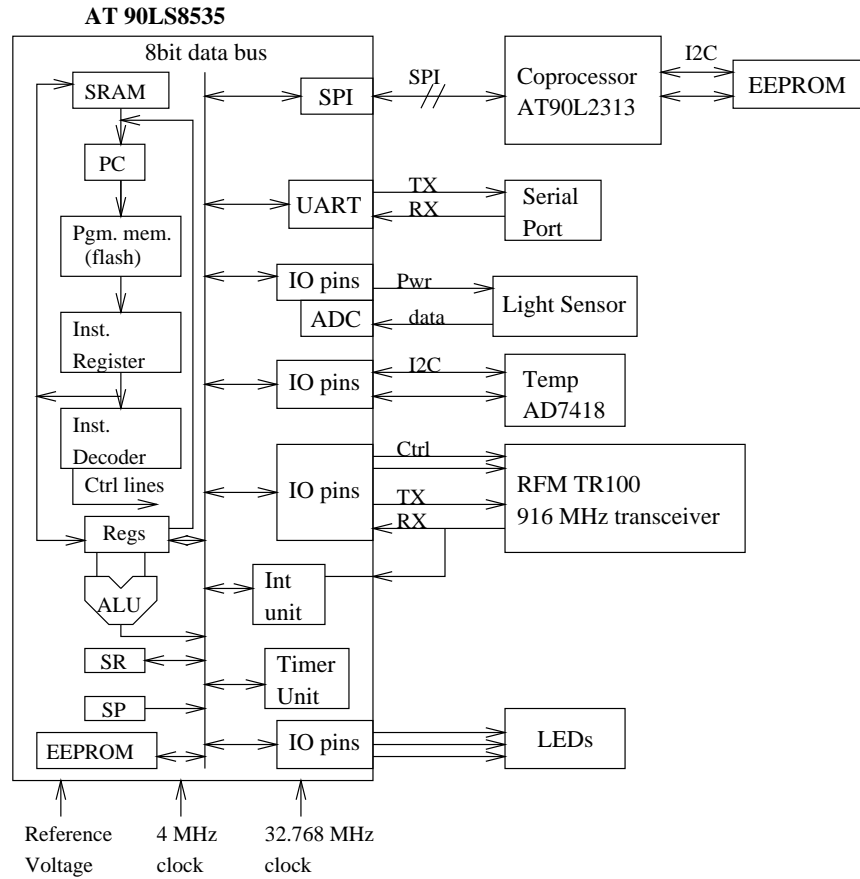 AT 90LS8535
8bit data bus
SRAM
PC
Pgm. mem.
(flash)
Inst.
Register
Inst.
Decoder
Ctrl lines
Regs
ALU
SR
SP
EEPROM
SPI
UART
IO pins
ADC
IO pins
IO pins
Int
unit
Timer
Unit
IO pins
SPI
TX
RX
Pwr
data
I2C
Ctrl
TX
RX
Coprocessor
AT90L2313
I2C
EEPROM
Serial
Port
Light Sensor
Temp
AD7418
RFM TR100
916 MHz transceiver
LEDs
Reference
Voltage
4 MHz
clock
32.768 MHz
clock